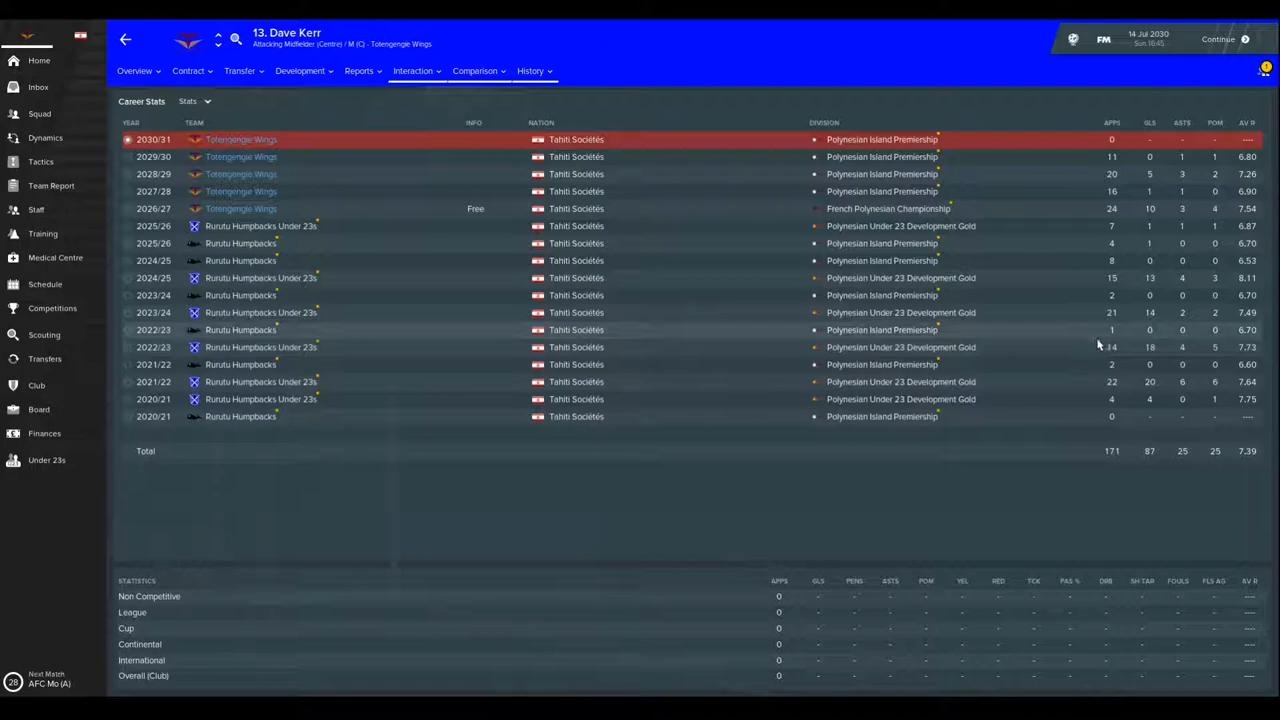 13. Dave Kerr
Attacking Midfielder (Centre) / M (C) - Totengengie Wings
14 Jul 2030
Sun 16:45
FM
Continue
Overview Contract Transfer Development Reports Interaction Comparison History
1
Home
Inbox
Squad
Dynamics
Tactics
Team Report
Staff
Training
Medical Centre
Schedule
Competitions
Scouting
Transfers
Club
Board
Finances
Under 23s
28 Next Match
AFC Mo (A)
Career Stats Stats
YEAR TEAM INFO NATION DIVISION APPS GLS ASTS POM AV R
2030/31 Totengengie Wings Tahiti Sociétés Polynesian Island Premiership 0 - - - ----
2029/30 Totengengie Wings Tahiti Sociétés Polynesian Island Premiership 11 0 1 1 6.80
2028/29 Totengengie Wings Tahiti Sociétés Polynesian Island Premiership 20 5 3 2 7.26
2027/28 Totengengie Wings Tahiti Sociétés Polynesian Island Premiership 16 1 1 0 6.90
2026/27 Totengengie Wings Free Tahiti Sociétés French Polynesian Championship 24 10 3 4 7.54
2025/26 Rurutu Humpbacks Under 23s Tahiti Sociétés Polynesian Under 23 Development Gold 7 1 1 1 6.87
2025/26 Rurutu Humpbacks Tahiti Sociétés Polynesian Island Premiership 4 1 0 0 6.70
2024/25 Rurutu Humpbacks Tahiti Sociétés Polynesian Island Premiership 8 0 0 0 6.53
2024/25 Rurutu Humpbacks Under 23s Tahiti Sociétés Polynesian Under 23 Development Gold 15 13 4 3 8.11
2023/24 Rurutu Humpbacks Tahiti Sociétés Polynesian Island Premiership 2 0 0 0 6.70
2023/24 Rurutu Humpbacks Under 23s Tahiti Sociétés Polynesian Under 23 Development Gold 21 14 2 2 7.49
2022/23 Rurutu Humpbacks Tahiti Sociétés Polynesian Island Premiership 1 0 0 0 6.70
2022/23 Rurutu Humpbacks Under 23s Tahiti Sociétés Polynesian Under 23 Development Gold 14 18 4 5 7.73
2021/22 Rurutu Humpbacks Tahiti Sociétés Polynesian Island Premiership 2 0 0 0 6.60
2021/22 Rurutu Humpbacks Under 23s Tahiti Sociétés Polynesian Under 23 Development Gold 22 20 6 6 7.64
2020/21 Rurutu Humpbacks Under 23s Tahiti Sociétés Polynesian Under 23 Development Gold 4 4 0 1 7.75
2020/21 Rurutu Humpbacks Tahiti Sociétés Polynesian Island Premiership 0 - - - ----
Total 171 87 25 25 7.39
STATISTICS APPS GLS PENS ASTS POM YEL RED TCK PAS % DRB SH TAR FOULS FLS AG AV R
Non Competitive 0 - - - - - - - - - - - - ----
League 0 - - - - - - - - - - - - ----
Cup 0 - - - - - - - - - - - - ----
Continental 0 - - - - - - - - - - - - ----
International 0 - - - - - - - - - - - - ----
Overall (Club) 0 - - - - - - - - - - - - ----